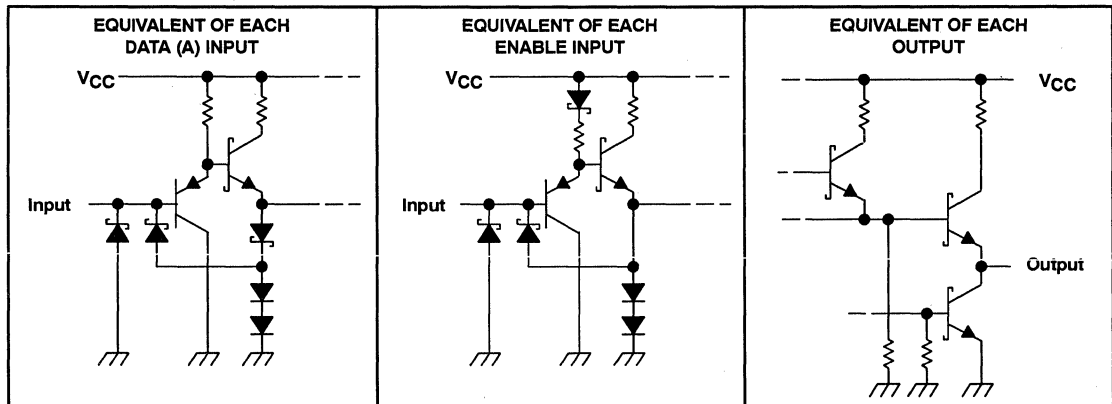 EQUIVALENT OF EACH
DATA (A) INPUT
VCC
Input
EQUIVALENT OF EACH
ENABLE INPUT
VCC
Input
EQUIVALENT OF EACH
OUTPUT
VCC
Output